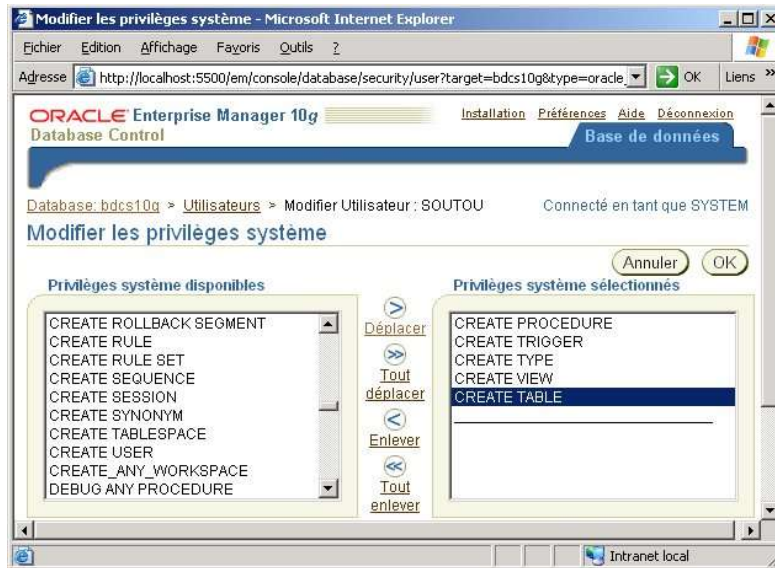 Modifier les privilèges système - Microsoft Internet Explorer
Fichier Edition Affichage Favoris Outils ?
Adresse http://localhost:5500/em/console/database/security/user?target=bdcs10g&type=oracle_ OK Liens »
ORACLE Enterprise Manager 10g Installation Préférences Aide Déconnexion
Database Control Base de données
Database: bdcs10g > Utilisateurs > Modifier Utilisateur : SOUTOU Connecté en tant que SYSTEM
Modifier les privilèges système
Annuler OK
Privilèges système disponibles
CREATE ROLLBACK SEGMENT
CREATE RULE
CREATE RULE SET
CREATE SEQUENCE
CREATE SESSION
CREATE SYNONYM
CREATE TABLESPACE
CREATE USER
CREATE_ANY_WORKSPACE
DEBUG ANY PROCEDURE
Déplacer
Tout
déplacer
Enlever
Tout
enlever
Privilèges système sélectionnés
CREATE PROCEDURE
CREATE TRIGGER
CREATE TYPE
CREATE VIEW
CREATE TABLE
Intranet local